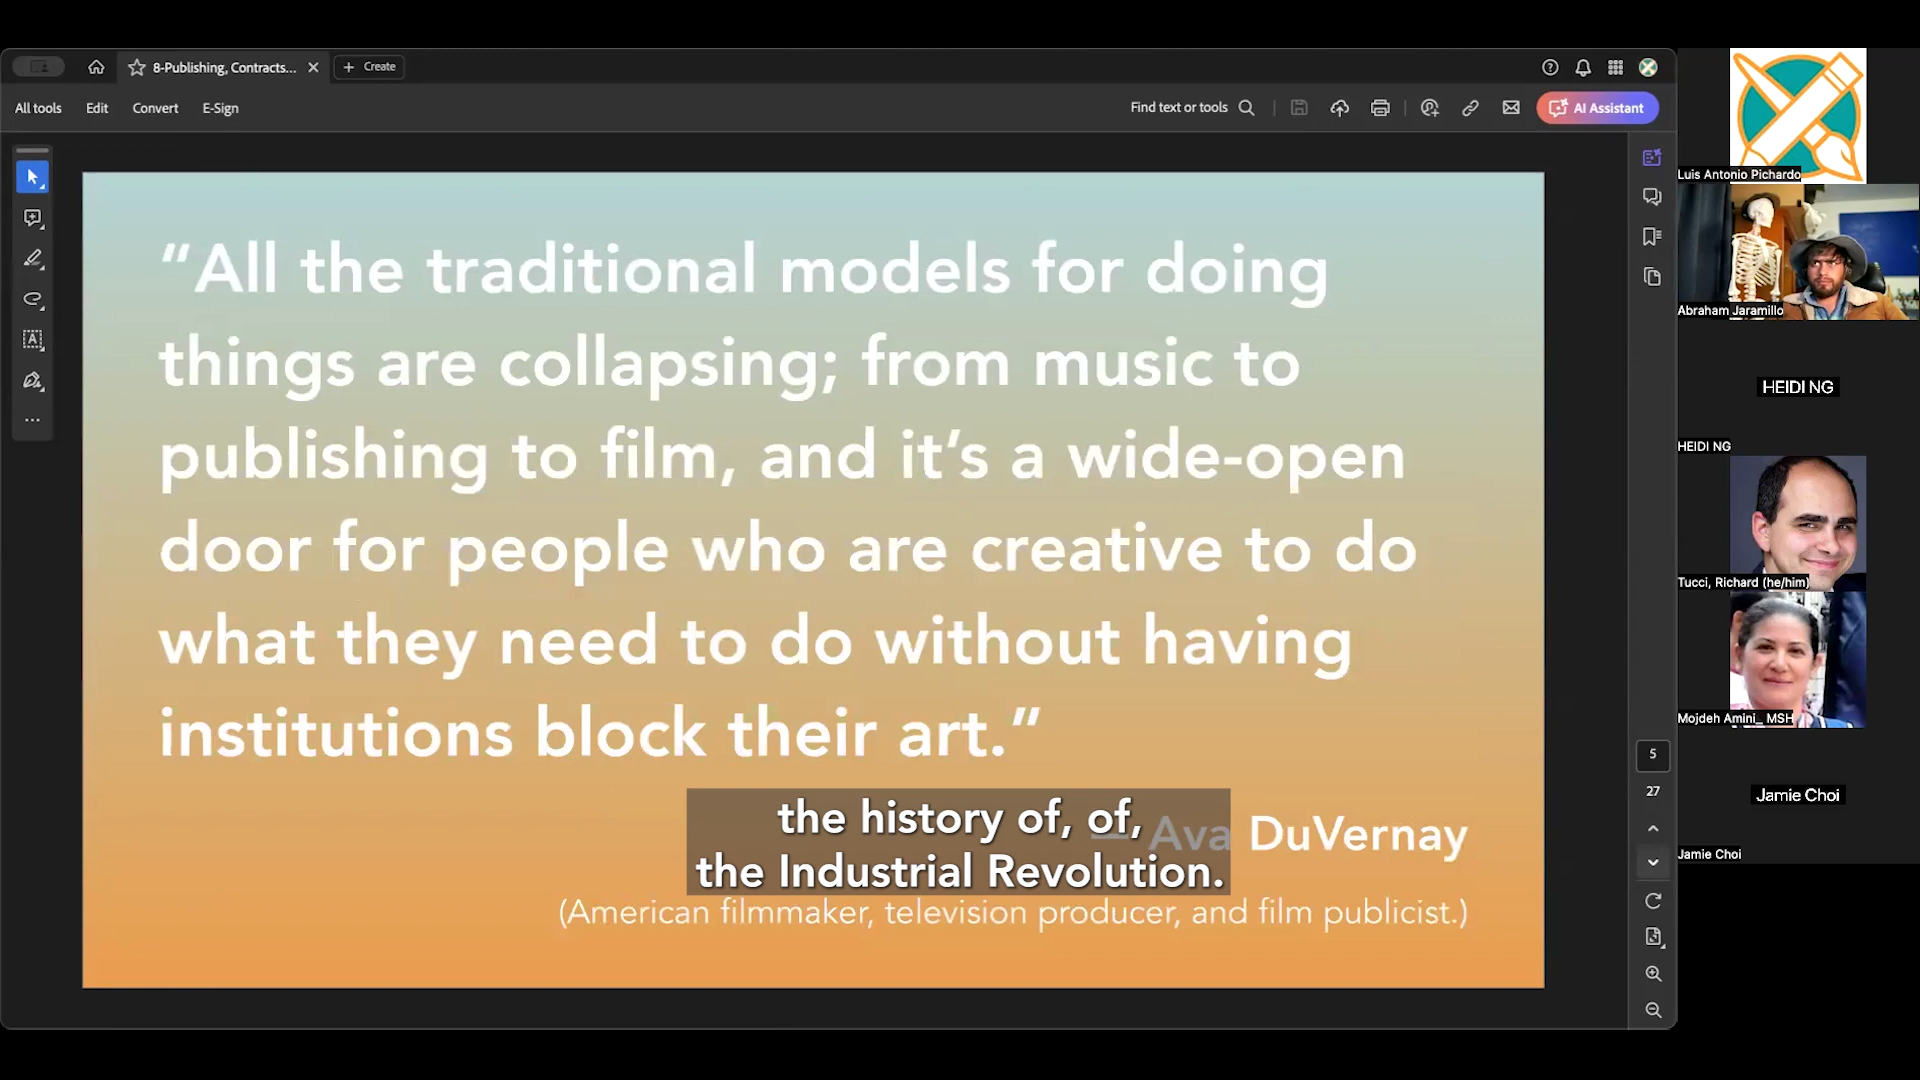 8-Publishing, Contracts...
Create
All tools
Edit
Convert
E-Sign
Find text or tools
AI Assistant
“All the traditional models for doing
things are collapsing; from music to
publishing to film, and it’s a wide-open
door for people who are creative to do
what they need to do without having
institutions block their art.”
— Ava DuVernay
(American filmmaker, television producer, and film publicist.)
the history of, of,
the Industrial Revolution.
5
27
Luis Antonio Pichardo
Abraham Jaramillo
HEIDI NG
HEIDI NG
Tucci, Richard (he/him)
Mojdeh Amini_ MSH
Jamie Choi
Jamie Choi